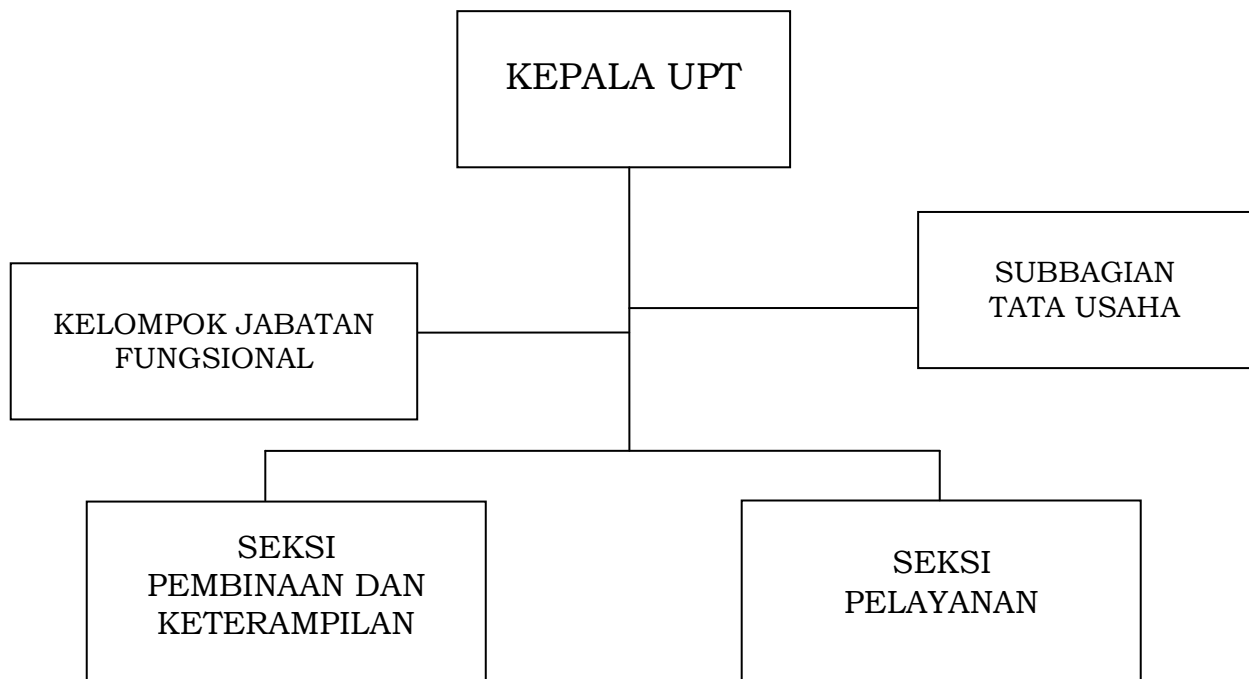 KEPALA UPT
SUBBAGIAN
TATA USAHA
KELOMPOK JABATAN
FUNGSIONAL
SEKSI
PEMBINAAN DAN
KETERAMPILAN
SEKSI
PELAYANAN